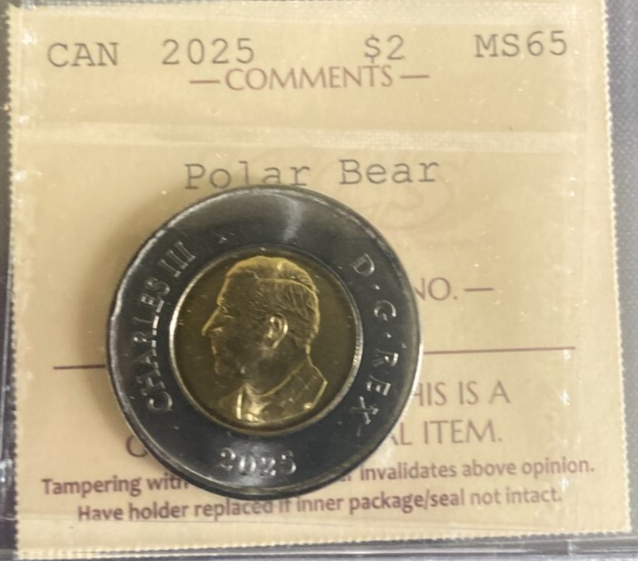 CAN 2025 $2 MS65
—COMMENTS—
Polar Bear
NO.—
CHARLES III D·G·REX
2025
HIS IS A
L ITEM.
Tampering with invalidates above opinion.
Have holder replaced if inner package/seal not intact.